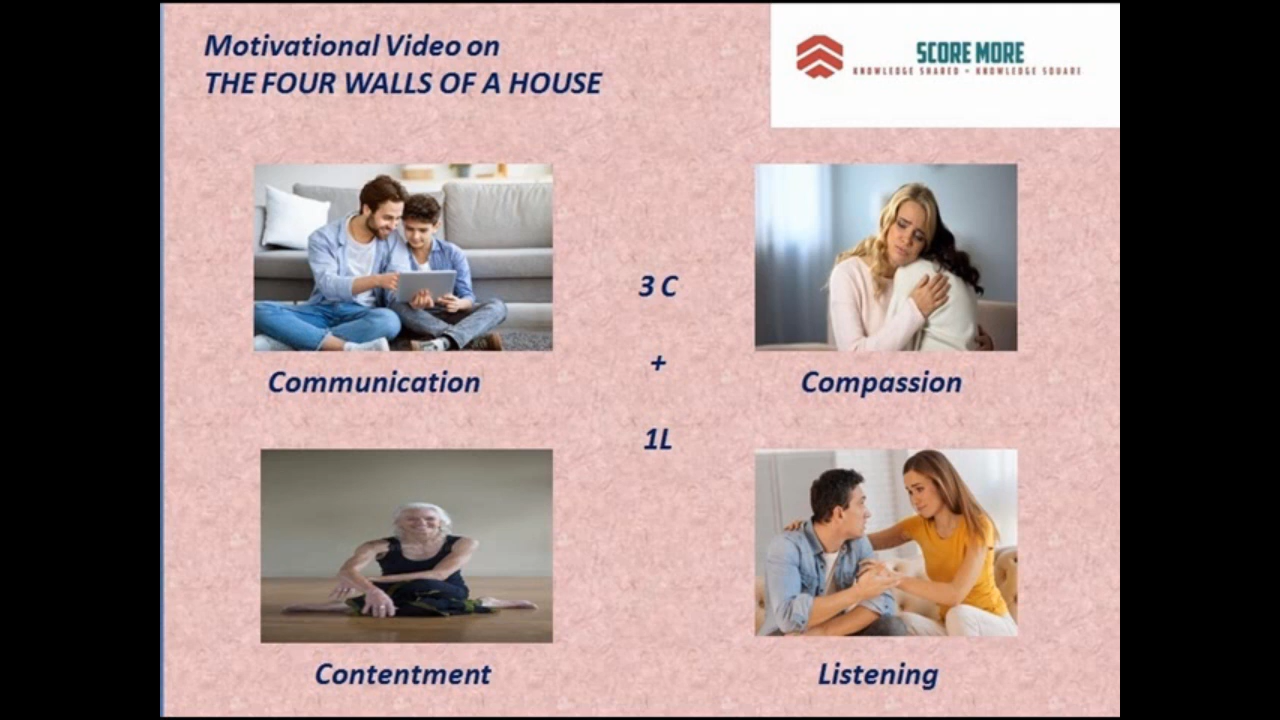 Motivational Video on
THE FOUR WALLS OF A HOUSE
SCORE MORE
KNOWLEDGE SHARED = KNOWLEDGE SQUARE
3 C
+
1L
Communication
Compassion
Contentment
Listening